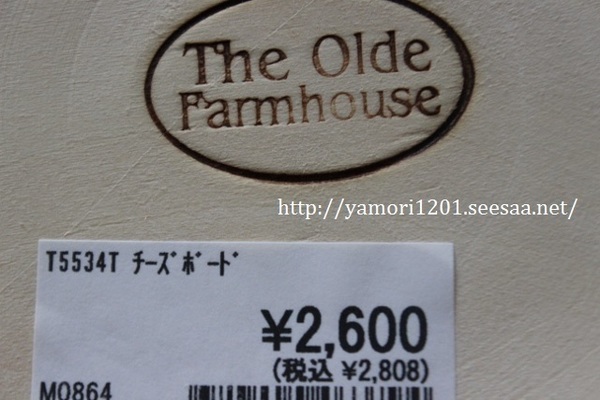 The Olde
Farmhouse
http://yamori1201.seesaa.net/
T5534T ﾁｰｽﾞﾎﾞｰﾄﾞ
¥2,600
(税込 ¥2,808)
MO864